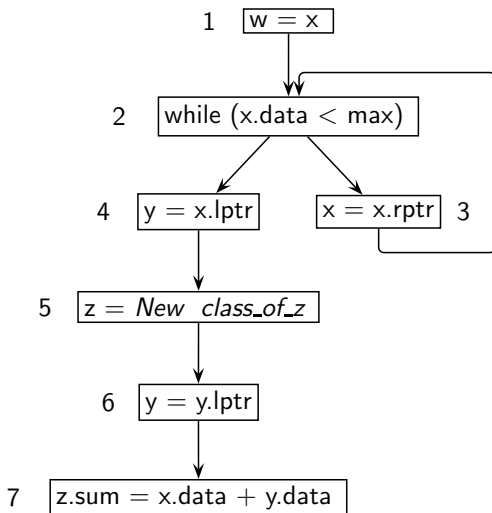 1 w = x
2 while (x.data < max)
4 y = x.lptr
x = x.rptr 3
5 z = New class_of_z
6 y = y.lptr
7 z.sum = x.data + y.data